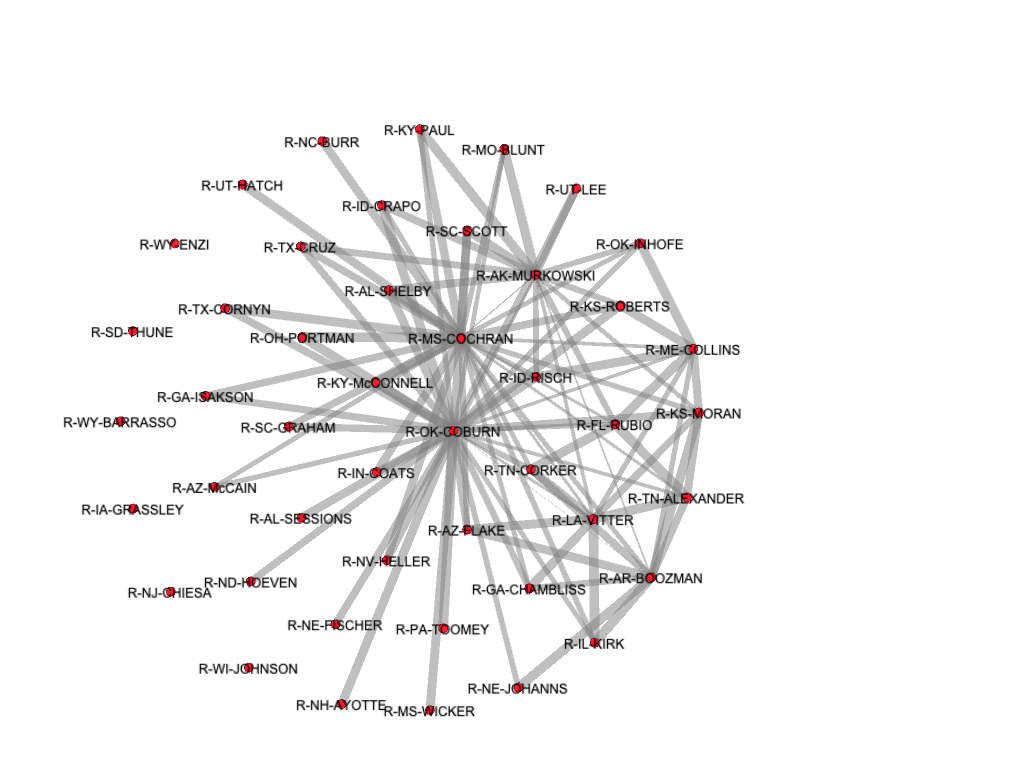 R-KY-PAUL
R-NC-BURR
R-MO-BLUNT
R-UT-HATCH
R-UT-LEE
R-ID-CRAPO
R-SC-SCOTT
R-WY-ENZI
R-TX-CRUZ
R-OK-INHOFE
R-AK-MURKOWSKI
R-AL-SHELBY
R-KS-ROBERTS
R-TX-CORNYN
R-SD-THUNE
R-OH-PORTMAN
R-MS-COCHRAN
R-ME-COLLINS
R-ID-RISCH
R-KY-McCONNELL
R-GA-ISAKSON
R-KS-MORAN
R-WY-BARRASSO
R-SC-GRAHAM
R-FL-RUBIO
R-OK-COBURN
R-IN-COATS
R-TN-CORKER
R-AZ-McCAIN
R-TN-ALEXANDER
R-IA-GRASSLEY
R-AL-SESSIONS
R-LA-VITTER
R-AZ-FLAKE
R-NV-HELLER
R-AR-BOOZMAN
R-ND-HOEVEN
R-NJ-CHIESA
R-GA-CHAMBLISS
R-NE-FISCHER
R-PA-TOOMEY
R-IL-KIRK
R-WI-JOHNSON
R-NE-JOHANNS
R-NH-AYOTTE
R-MS-WICKER